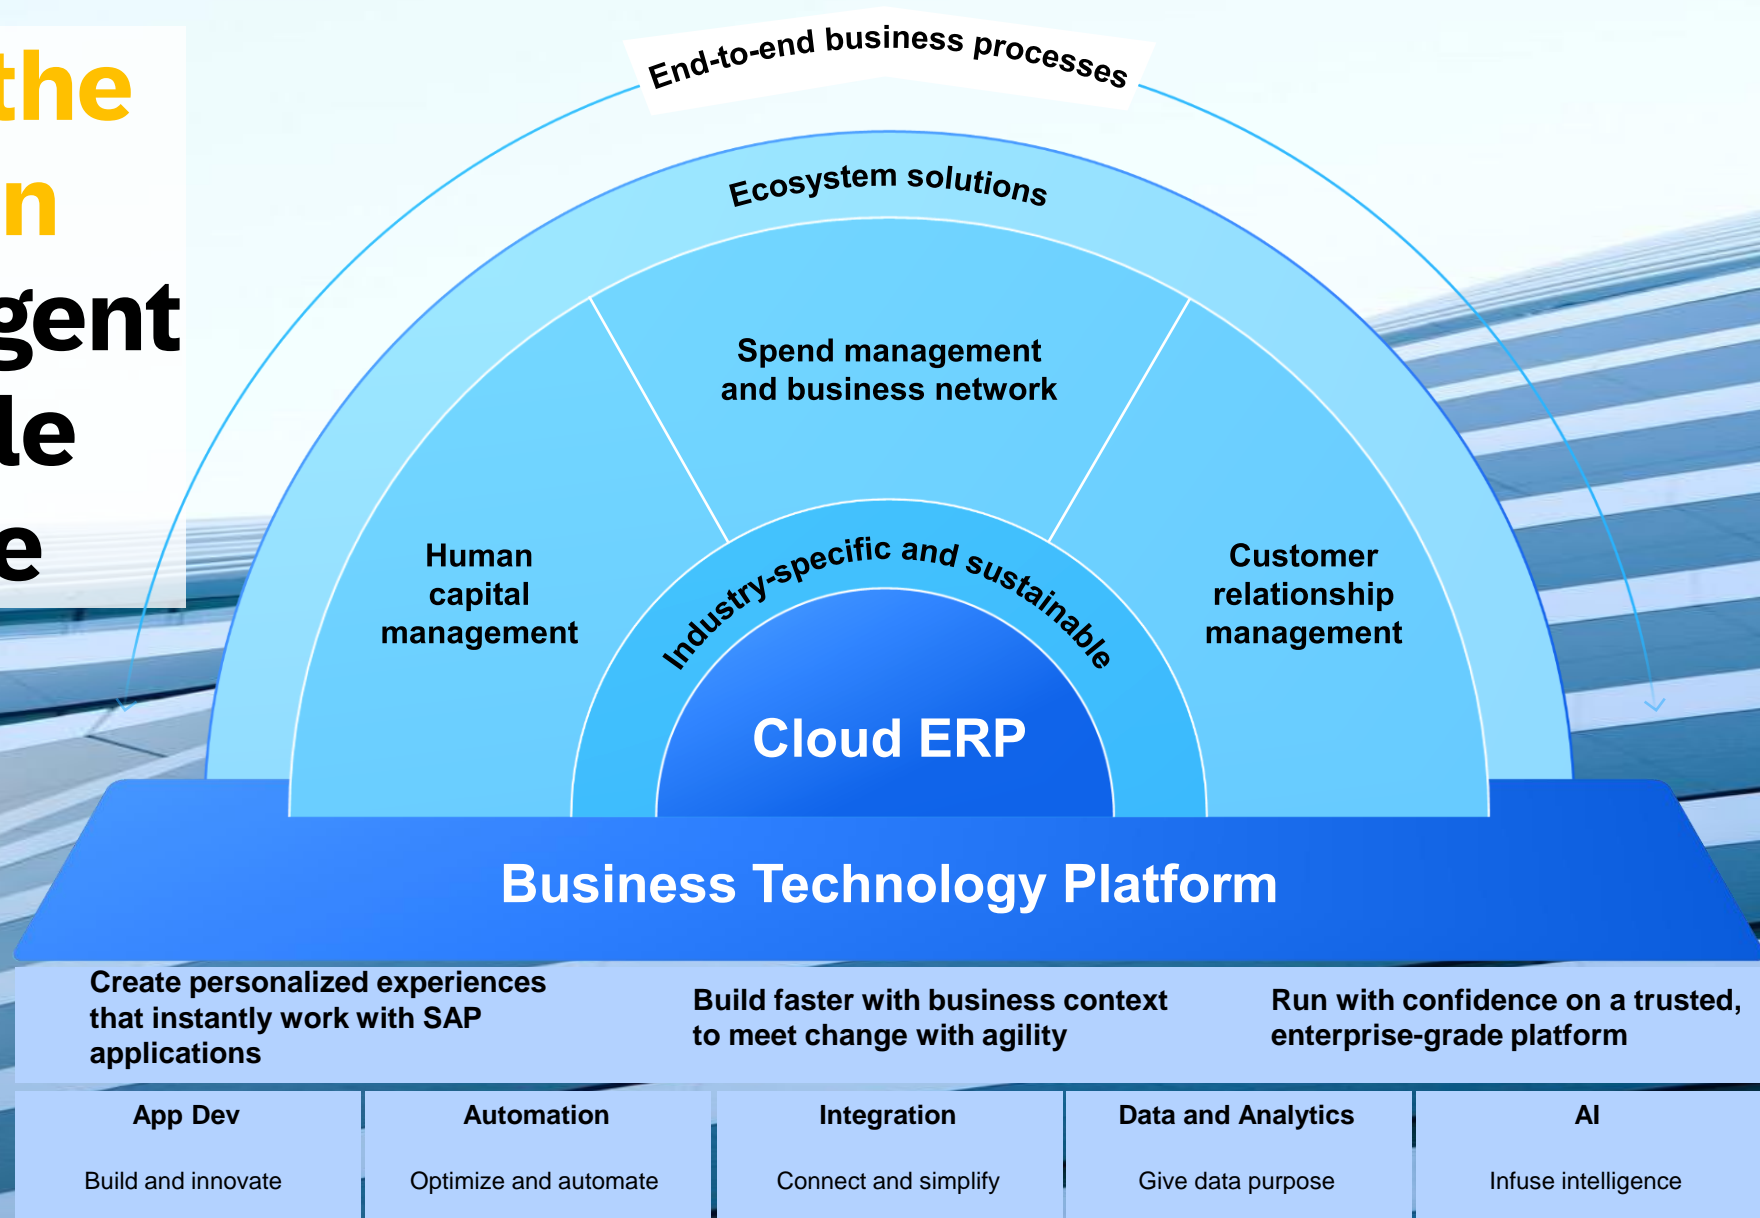 the
n
gent
le
e
End-to-end business processes
Ecosystem solutions
Spend management
and business network
Human
capital
management
Customer
relationship
management
Industry-specific and sustainable
Cloud ERP
Business Technology Platform
Create personalized experiences
that instantly work with SAP
applications
Build faster with business context
to meet change with agility
Run with confidence on a trusted,
enterprise-grade platform
App Dev
Build and innovate
Automation
Optimize and automate
Integration
Connect and simplify
Data and Analytics
Give data purpose
AI
Infuse intelligence